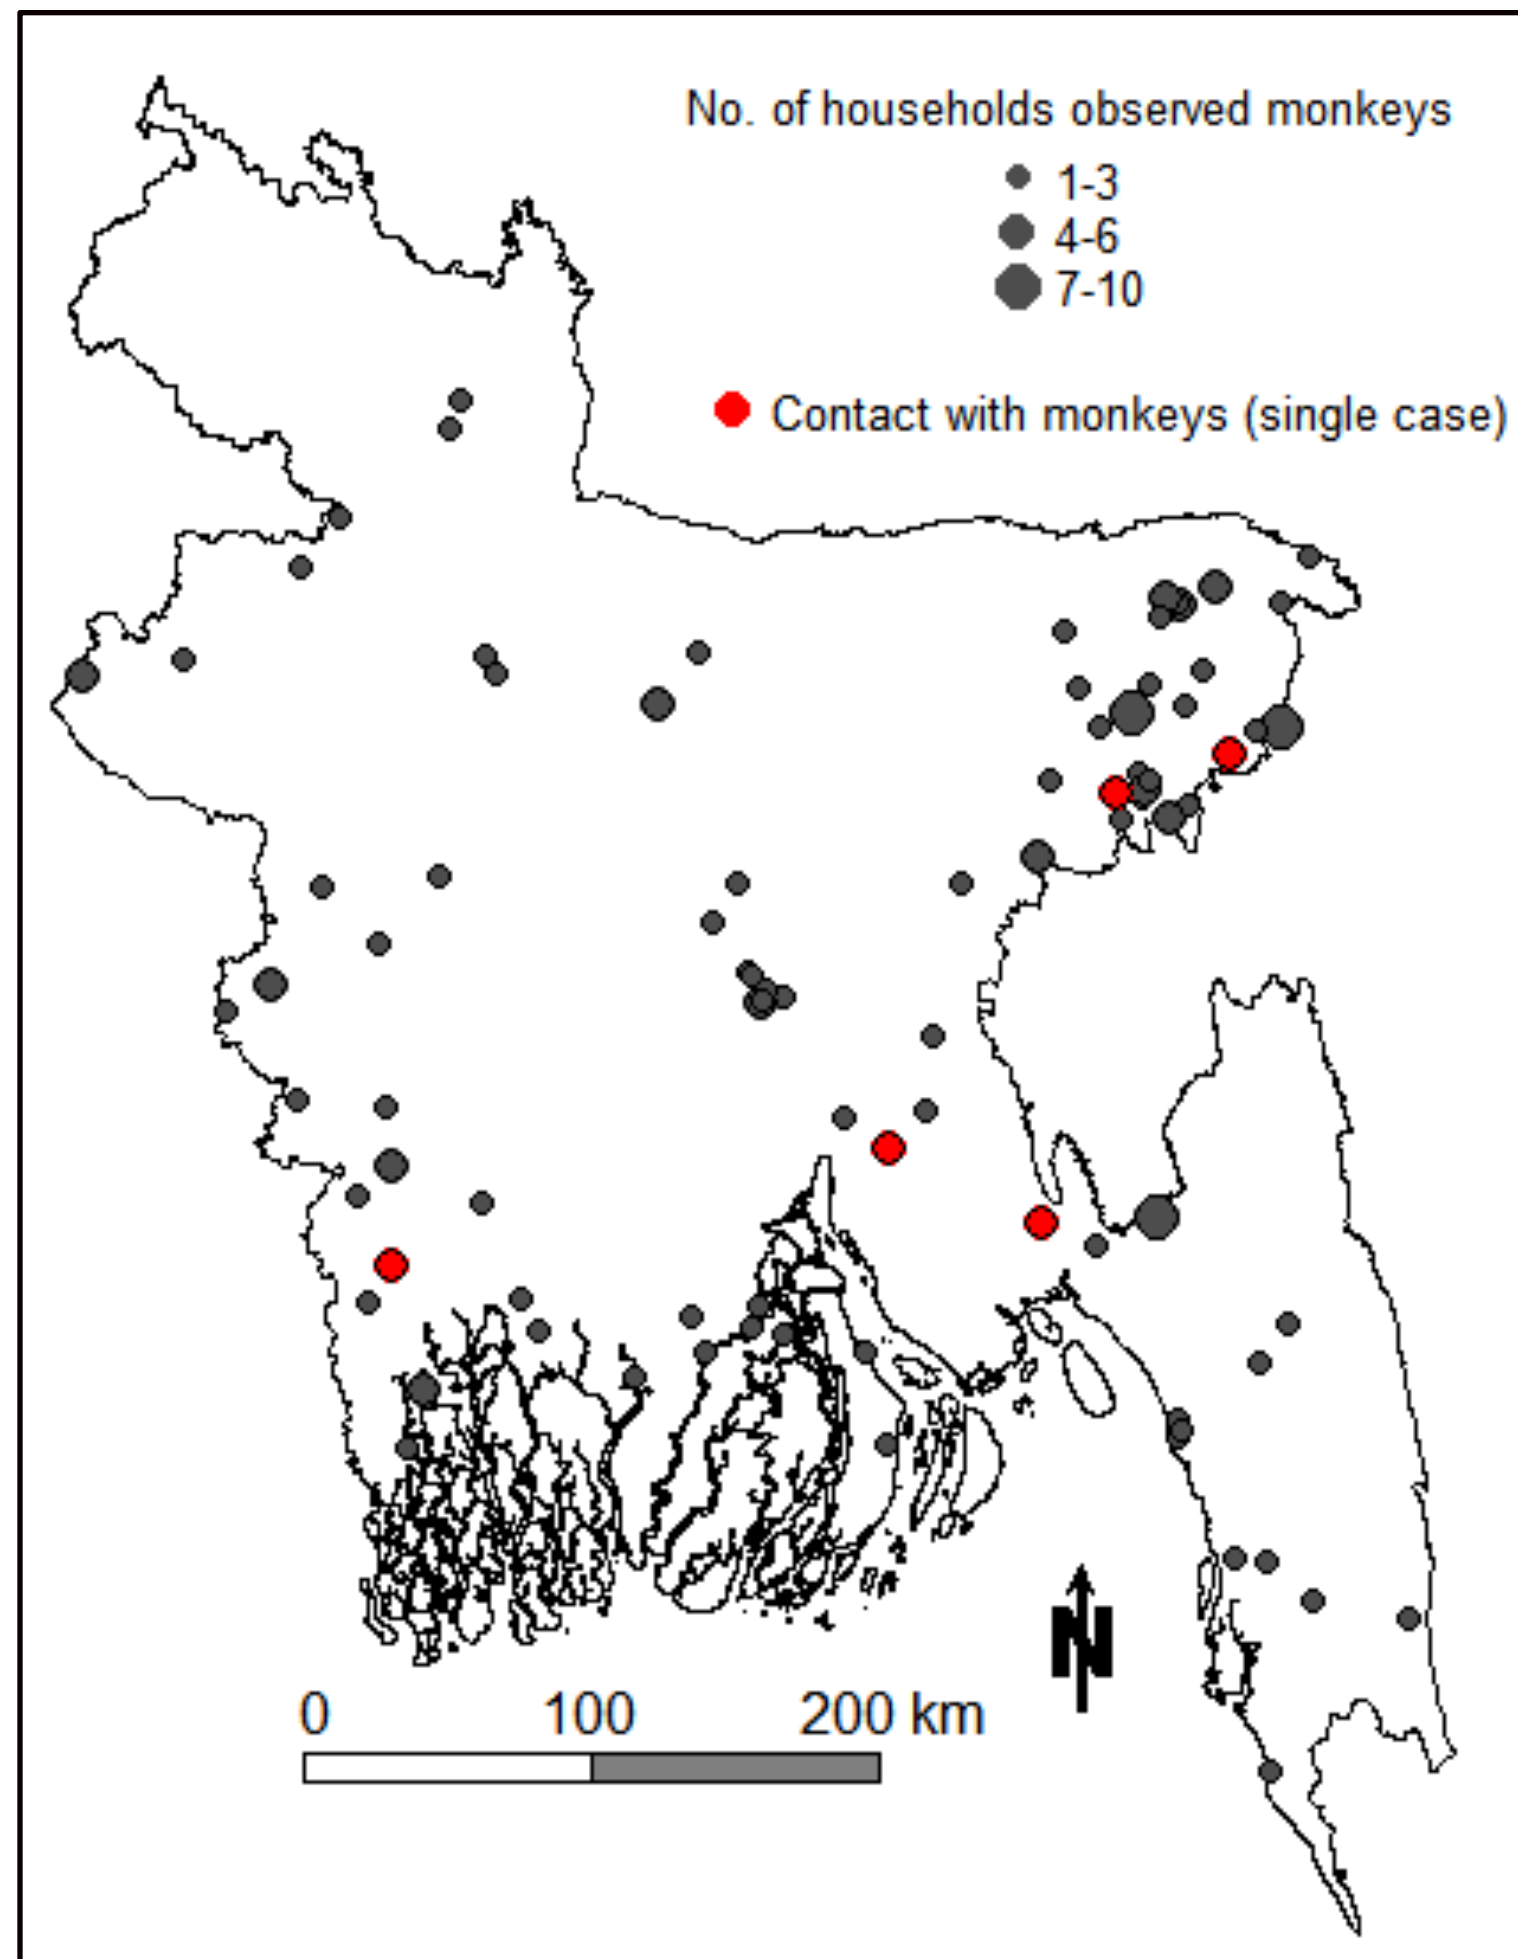 No. of households observed monkeys
1-3
4-6
7-10
Contact with monkeys (single case)
N
0 100 200 km